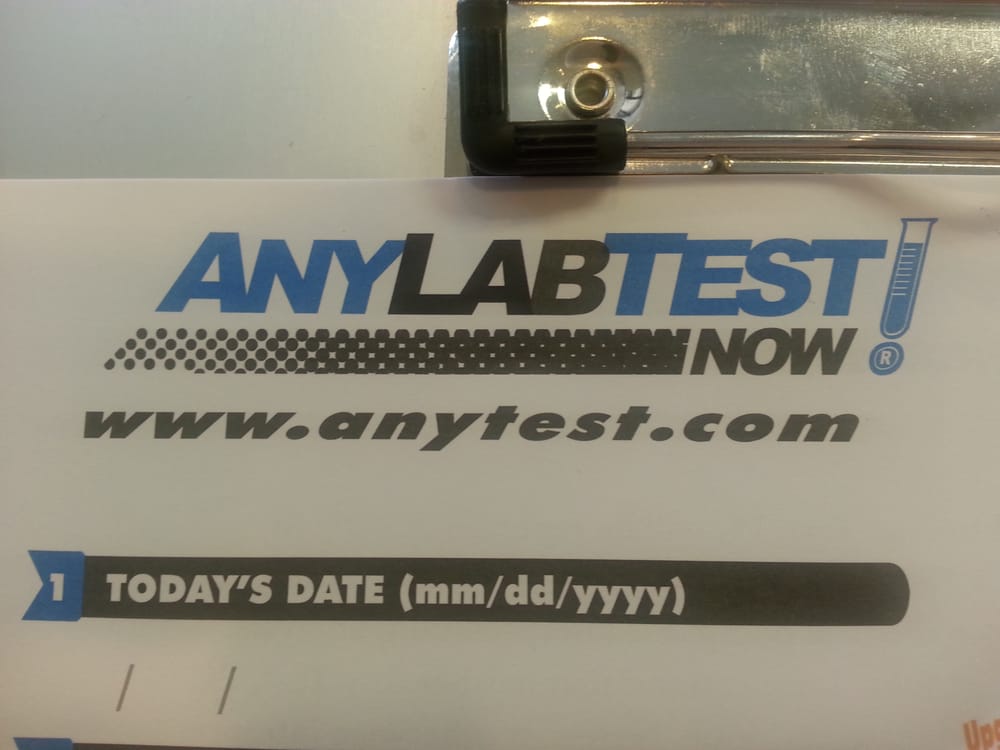 ANYLABTEST
NOW ®
www.anytest.com
1 TODAY'S DATE (mm/dd/yyyy)
/ /